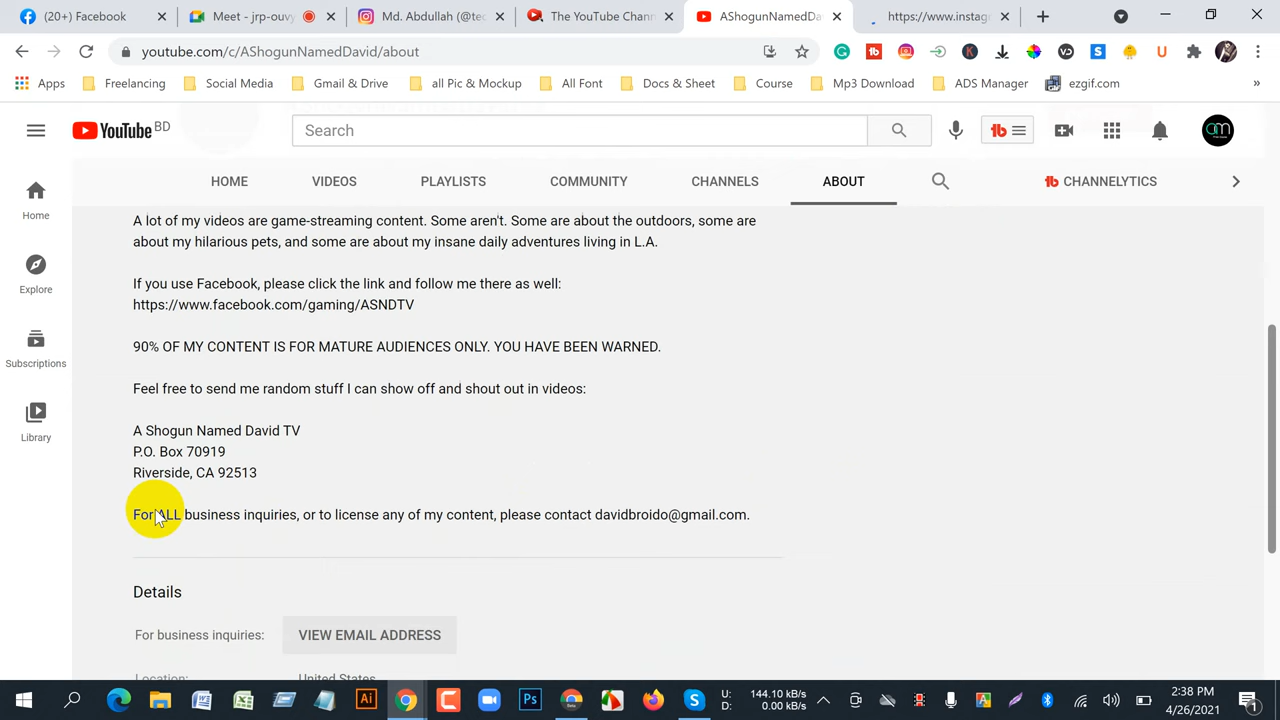 (20+) Facebook
Meet - jrp-ouvy
Md. Abdullah (@tec
The YouTube Chann
AShogunNamedDa
https://www.instag
youtube.com/c/AShogunNamedDavid/about
Apps
Freelancing
Social Media
Gmail & Drive
all Pic & Mockup
All Font
Docs & Sheet
Course
Mp3 Download
ADS Manager
ezgif.com
»
YouTube BD
Search
tb
HOME
VIDEOS
PLAYLISTS
COMMUNITY
CHANNELS
ABOUT
tb CHANNELYTICS
Home
Explore
Subscriptions
Library
A lot of my videos are game-streaming content. Some aren't. Some are about the outdoors, some are
about my hilarious pets, and some are about my insane daily adventures living in L.A.
If you use Facebook, please click the link and follow me there as well:
https://www.facebook.com/gaming/ASNDTV
90% OF MY CONTENT IS FOR MATURE AUDIENCES ONLY. YOU HAVE BEEN WARNED.
Feel free to send me random stuff I can show off and shout out in videos:
A Shogun Named David TV
P.O. Box 70919
Riverside, CA 92513
For ALL business inquiries, or to license any of my content, please contact davidbroido@gmail.com.
Details
For business inquiries:
VIEW EMAIL ADDRESS
Location:
United States
U: 144.10 kB/s
D: 0.00 kB/s
2:38 PM
4/26/2021